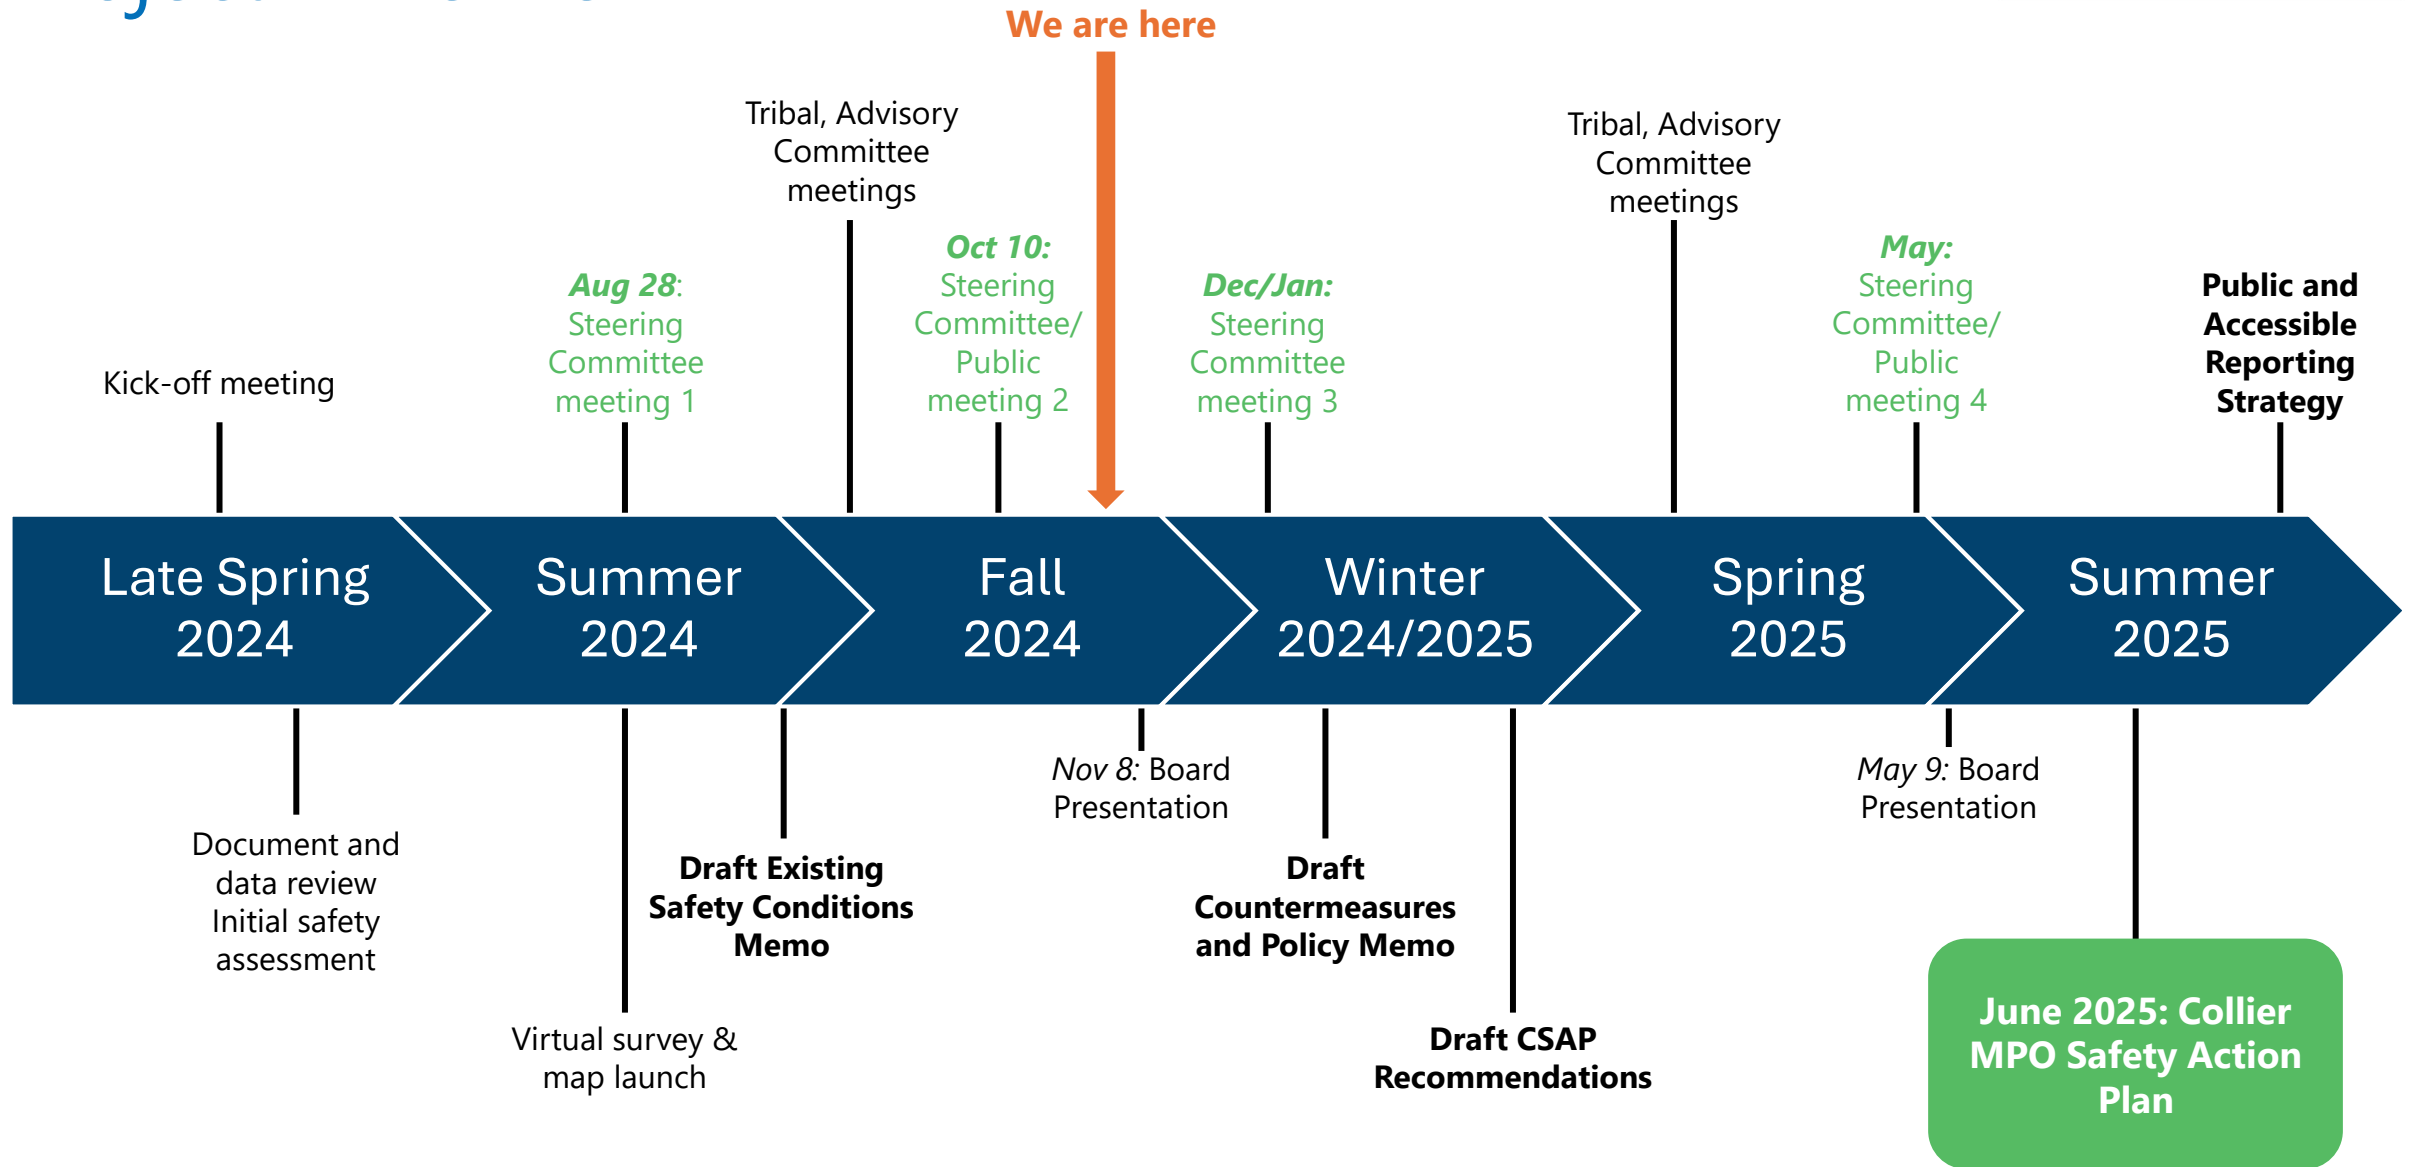 We are here
Tribal, Advisory
Committee
meetings
Tribal, Advisory
Committee
meetings
Kick-off meeting
Aug 28:
Steering
Committee
meeting 1
Oct 10:
Steering
Committee/
Public
meeting 2
Dec/Jan:
Steering
Committee
meeting 3
May:
Steering
Committee/
Public
meeting 4
Public and
Accessible
Reporting
Strategy
Late Spring
2024
Summer
2024
Fall
2024
Winter
2024/2025
Spring
2025
Summer
2025
Document and
data review
Initial safety
assessment
Virtual survey &
map launch
Draft Existing
Safety Conditions
Memo
Nov 8: Board
Presentation
Draft
Countermeasures
and Policy Memo
Draft CSAP
Recommendations
May 9: Board
Presentation
June 2025: Collier
MPO Safety Action
Plan